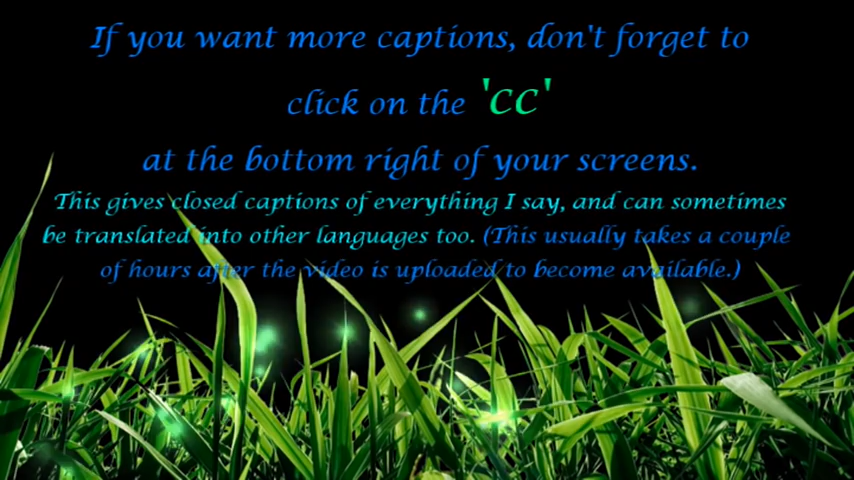 If you want more captions, don't forget to
click on the 'cc'
at the bottom right of your screens.
This gives closed captions of everything I say, and can sometimes
be translated into other languages too. (This usually takes a couple
of hours after the video is uploaded to become available.)